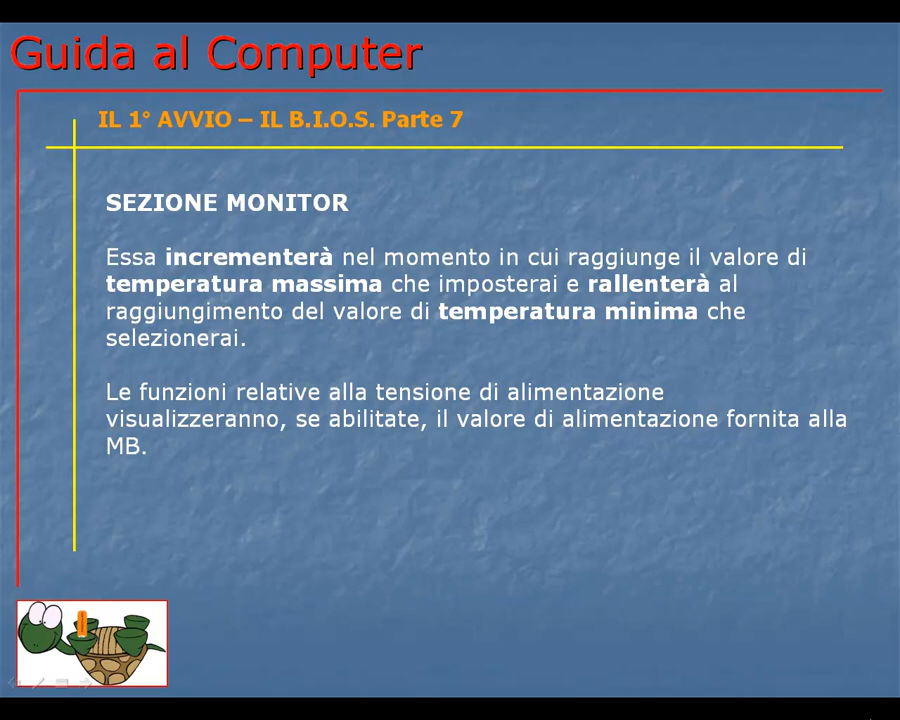 Guida al Computer
IL 1° AVVIO – IL B.I.O.S. Parte 7
SEZIONE MONITOR
Essa incrementerà nel momento in cui raggiunge il valore di
temperatura massima che imposterai e rallenterà al
raggiungimento del valore di temperatura minima che
selezionerai.
Le funzioni relative alla tensione di alimentazione
visualizzeranno, se abilitate, il valore di alimentazione fornita alla
MB.